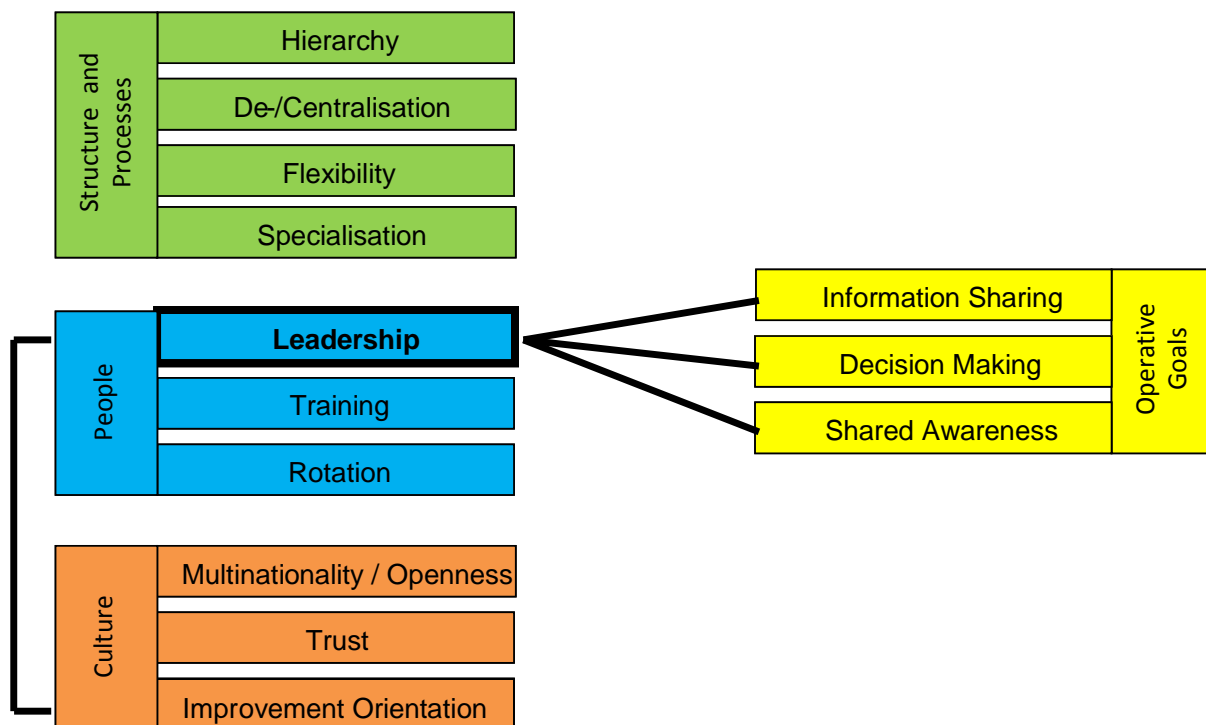 Structure and
Processes
Hierarchy
De-/Centralisation
Flexibility
Specialisation
People
Leadership
Training
Rotation
Culture
Multinationality / Openness
Trust
Improvement Orientation
Information Sharing
Decision Making
Shared Awareness
Operative
Goals